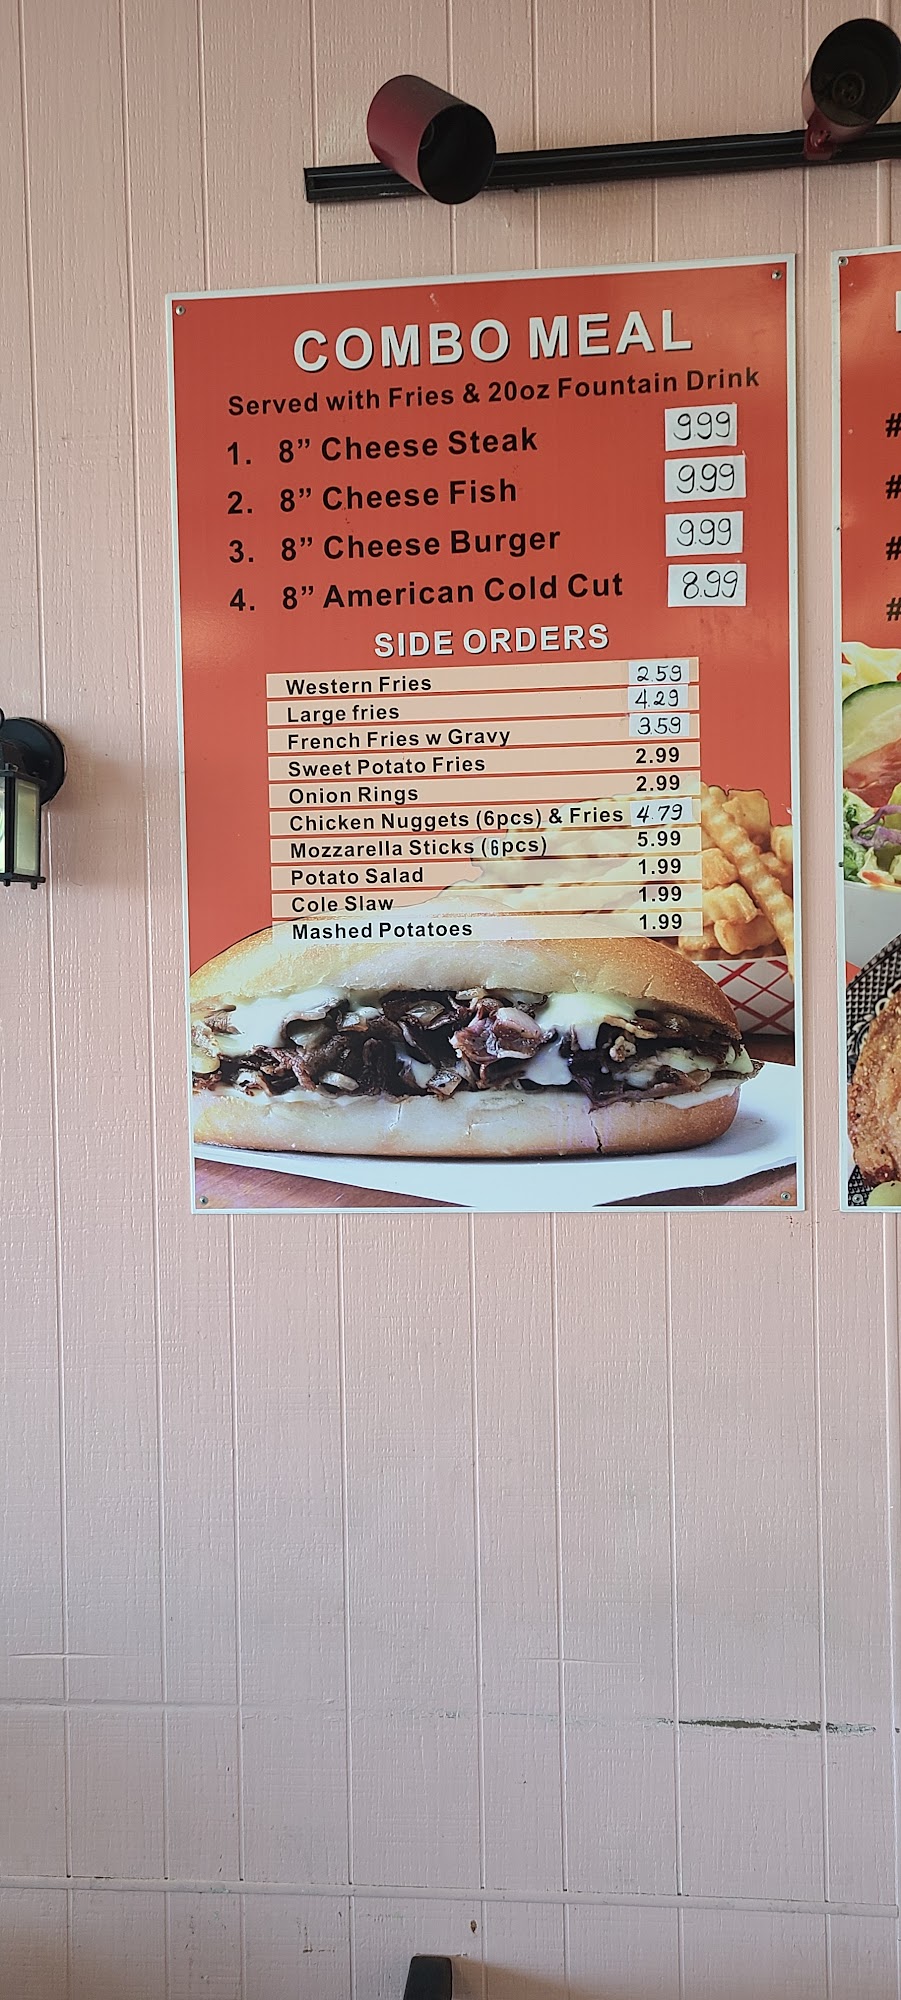 COMBO MEAL
Served with Fries & 20oz Fountain Drink
1. 8” Cheese Steak 9.99
2. 8” Cheese Fish 9.99
3. 8” Cheese Burger 9.99
4. 8” American Cold Cut 8.99
SIDE ORDERS
Western Fries 2.59
Large fries 4.29
French Fries w Gravy 3.59
Sweet Potato Fries 2.99
Onion Rings 2.99
Chicken Nuggets (6pcs) & Fries 4.79
Mozzarella Sticks (6pcs) 5.99
Potato Salad 1.99
Cole Slaw 1.99
Mashed Potatoes 1.99
#
#
#
#